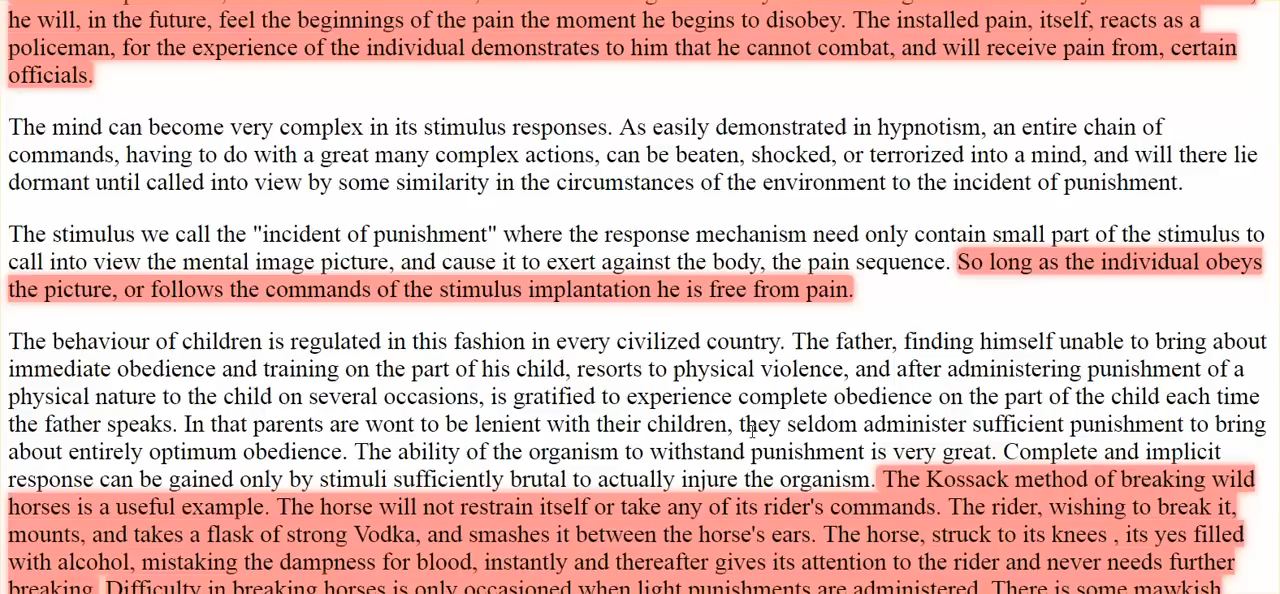 he will, in the future, feel the beginnings of the pain the moment he begins to disobey. The installed pain, itself, reacts as a
policeman, for the experience of the individual demonstrates to him that he cannot combat, and will receive pain from, certain
officials.
The mind can become very complex in its stimulus responses. As easily demonstrated in hypnotism, an entire chain of
commands, having to do with a great many complex actions, can be beaten, shocked, or terrorized into a mind, and will there lie
dormant until called into view by some similarity in the circumstances of the environment to the incident of punishment.
The stimulus we call the "incident of punishment" where the response mechanism need only contain small part of the stimulus to
call into view the mental image picture, and cause it to exert against the body, the pain sequence. So long as the individual obeys
the picture, or follows the commands of the stimulus implantation he is free from pain.
The behaviour of children is regulated in this fashion in every civilized country. The father, finding himself unable to bring about
immediate obedience and training on the part of his child, resorts to physical violence, and after administering punishment of a
physical nature to the child on several occasions, is gratified to experience complete obedience on the part of the child each time
the father speaks. In that parents are wont to be lenient with their children, they seldom administer sufficient punishment to bring
about entirely optimum obedience. The ability of the organism to withstand punishment is very great. Complete and implicit
response can be gained only by stimuli sufficiently brutal to actually injure the organism. The Kossack method of breaking wild
horses is a useful example. The horse will not restrain itself or take any of its rider's commands. The rider, wishing to break it,
mounts, and takes a flask of strong Vodka, and smashes it between the horse's ears. The horse, struck to its knees , its yes filled
with alcohol, mistaking the dampness for blood, instantly and thereafter gives its attention to the rider and never needs further
breaking. Difficulty in breaking horses is only occasioned when light punishments are administered. There is some mawkish